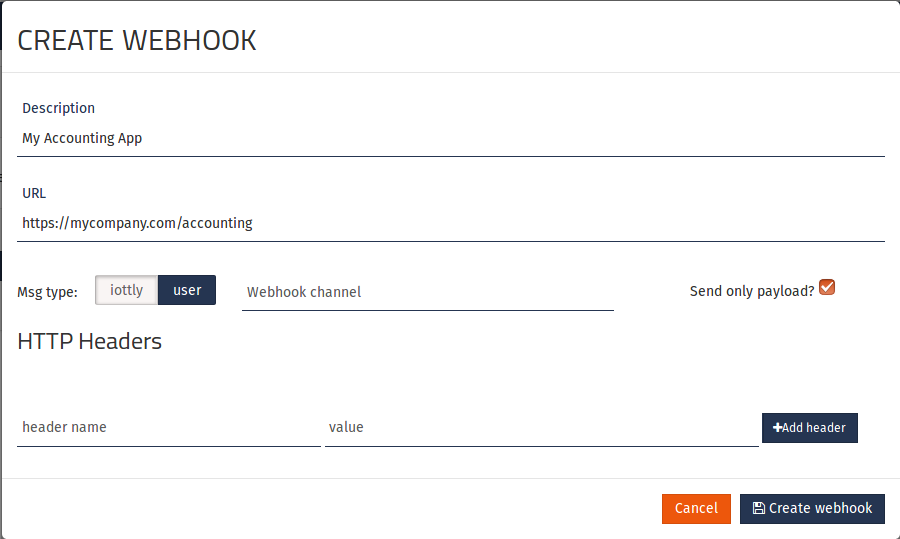 CREATE WEBHOOK
Description
My Accounting App
URL
https://mycompany.com/accounting
Msg type: iottly user Webhook channel Send only payload?
HTTP Headers
header name value Add header
Cancel Create webhook